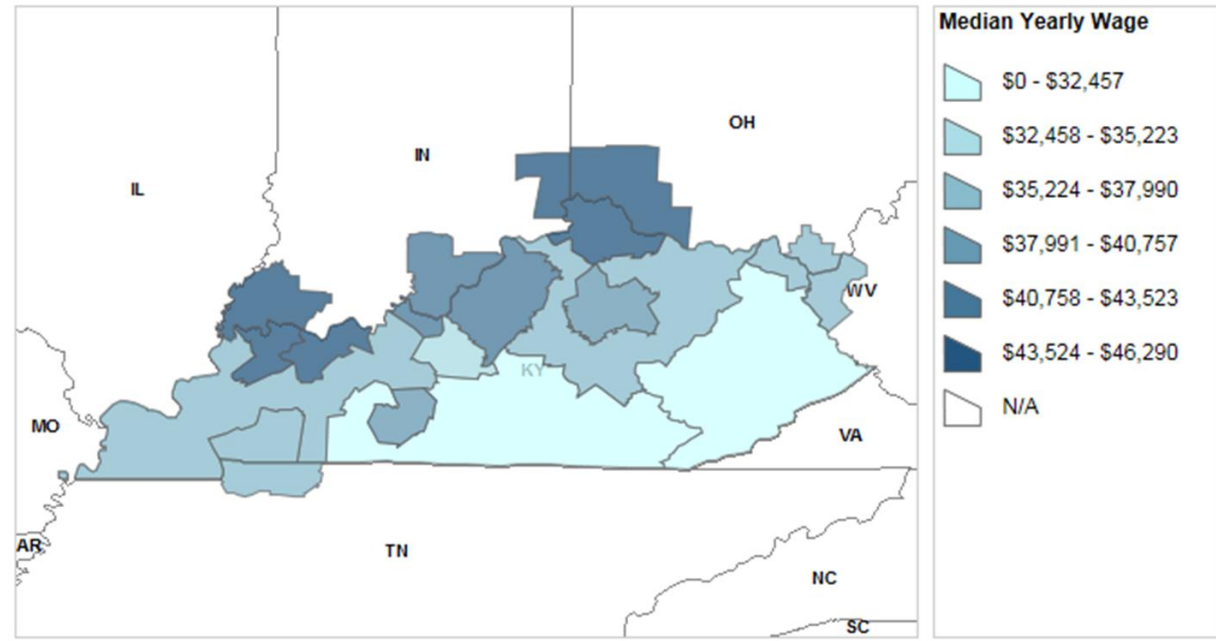 Median Yearly Wage
$0 - $32,457
$32,458 - $35,223
$35,224 - $37,990
$37,991 - $40,757
$40,758 - $43,523
$43,524 - $46,290
N/A
OH
IN
IL
WV
KY
MO
VA
AR
TN
NC
SC